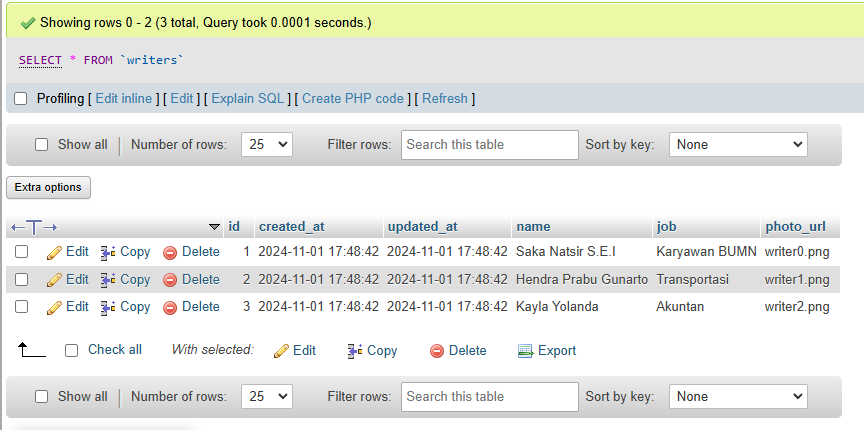 Showing rows 0 - 2 (3 total, Query took 0.0001 seconds.)
SELECT * FROM `writers`
Profiling [ Edit inline ] [ Edit ] [ Explain SQL ] [ Create PHP code ] [ Refresh ]
Show all Number of rows: 25 Filter rows: Search this table Sort by key: None
Extra options
id created_at updated_at name job photo_url
Edit Copy Delete 1 2024-11-01 17:48:42 2024-11-01 17:48:42 Saka Natsir S.E.I Karyawan BUMN writer0.png
Edit Copy Delete 2 2024-11-01 17:48:42 2024-11-01 17:48:42 Hendra Prabu Gunarto Transportasi writer1.png
Edit Copy Delete 3 2024-11-01 17:48:42 2024-11-01 17:48:42 Kayla Yolanda Akuntan writer2.png
Check all With selected: Edit Copy Delete Export
Show all Number of rows: 25 Filter rows: Search this table Sort by key: None